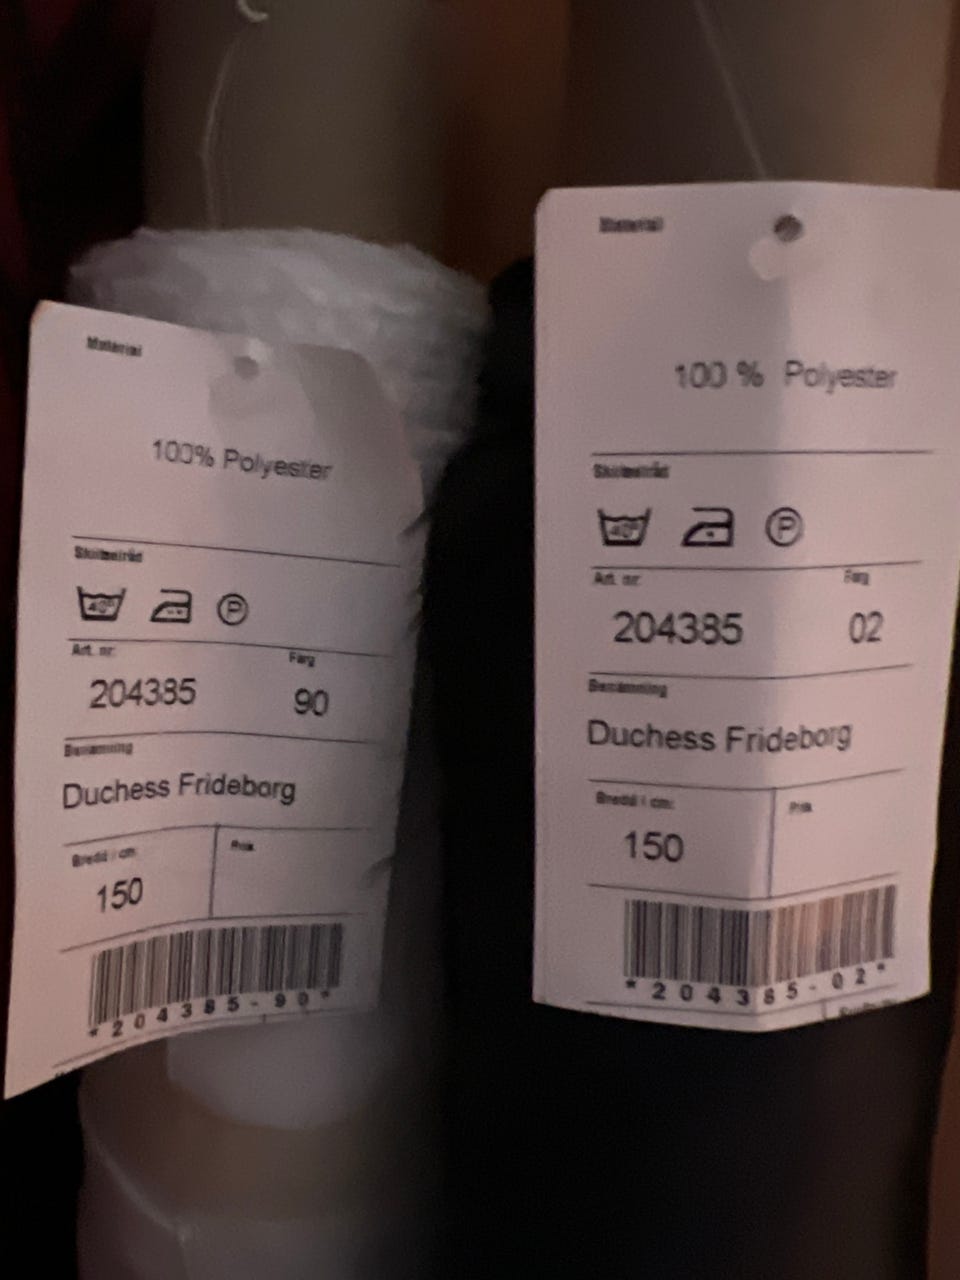 Material
100% Polyester
Skötselråd
40°
P
Art. nr: Färg
204385 90
Benämning
Duchess Frideborg
Bredd i cm: Pris
150
*204385-90*
Material
100 % Polyester
Skötselråd
40°
P
Art. nr: Färg
204385 02
Benämning
Duchess Frideborg
Bredd i cm: Pris
150
*204385-02*